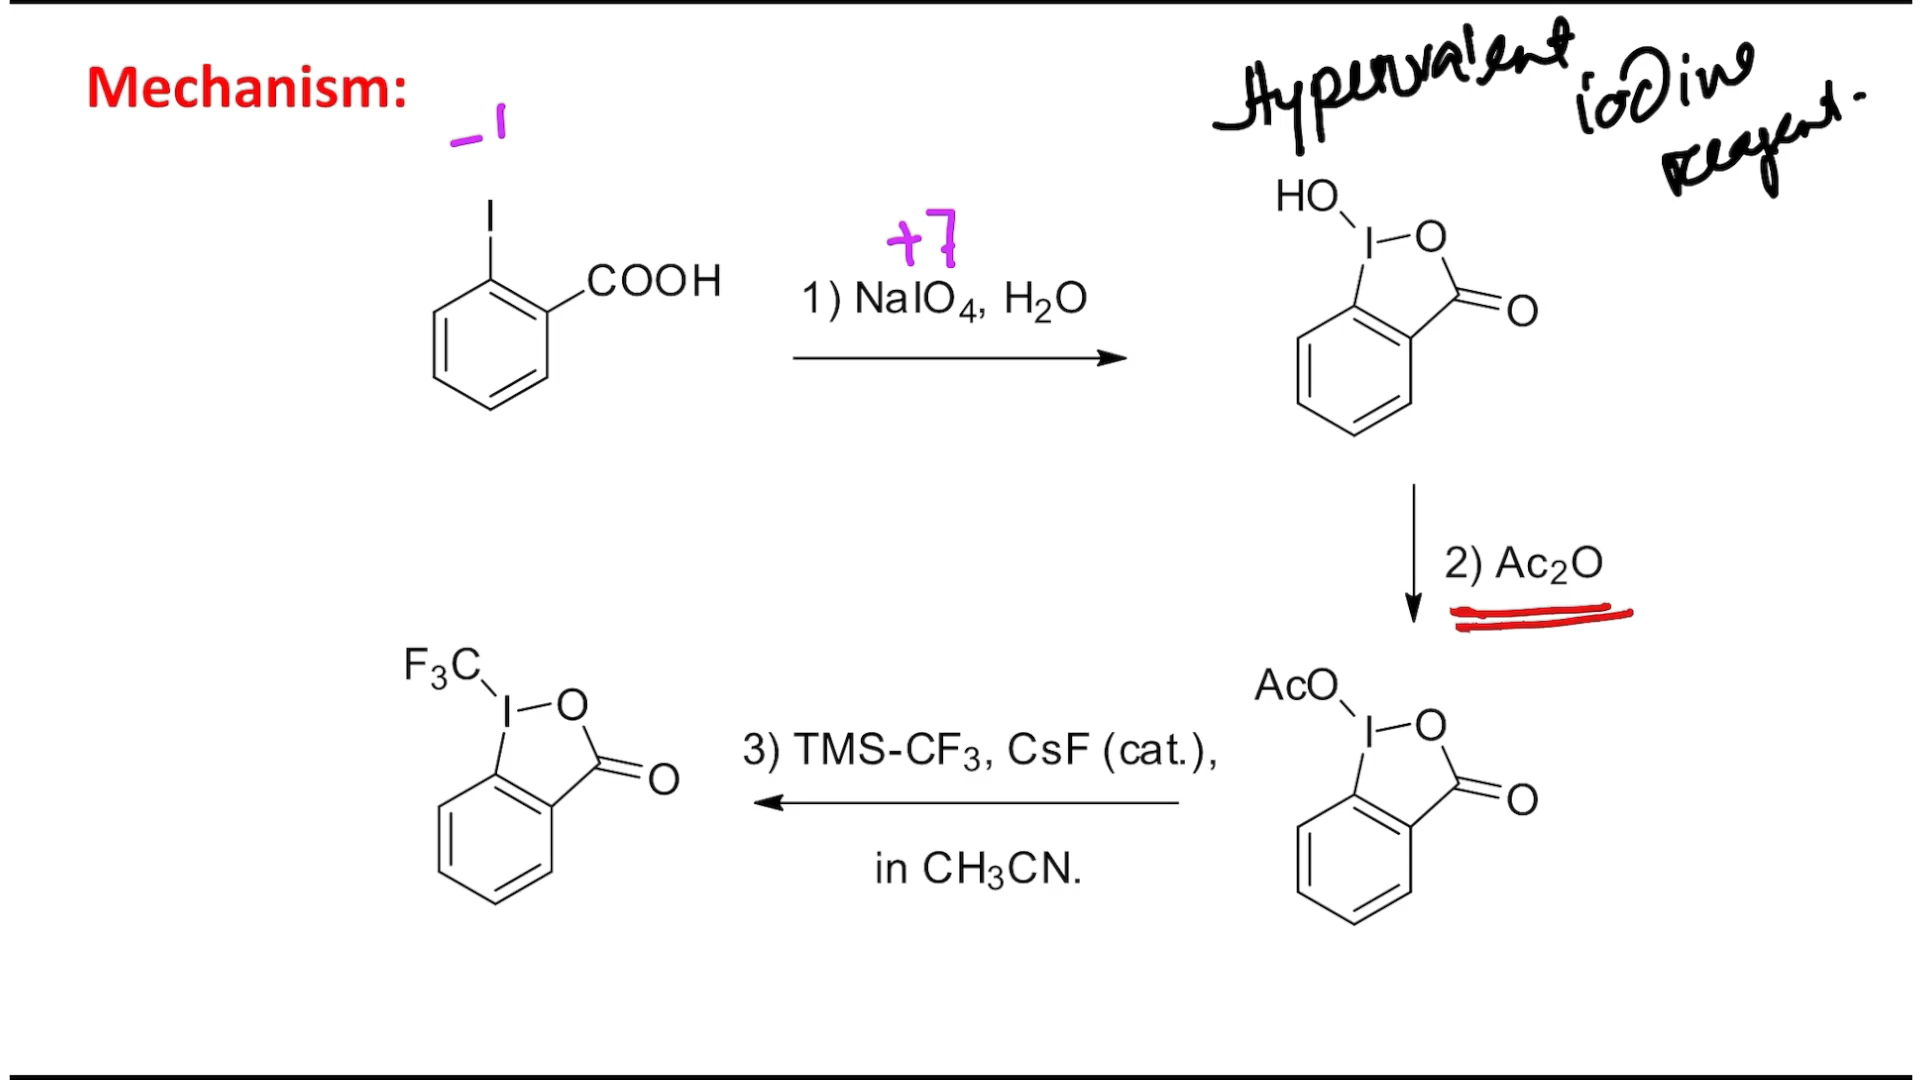 Mechanism:
Hypervalent iodine reagent.
-1
I
COOH
+7
1) NaIO4, H2O
HO
I-O
O
2) Ac2O
AcO
I-O
O
3) TMS-CF3, CsF (cat.),
in CH3CN.
F3C
I-O
O